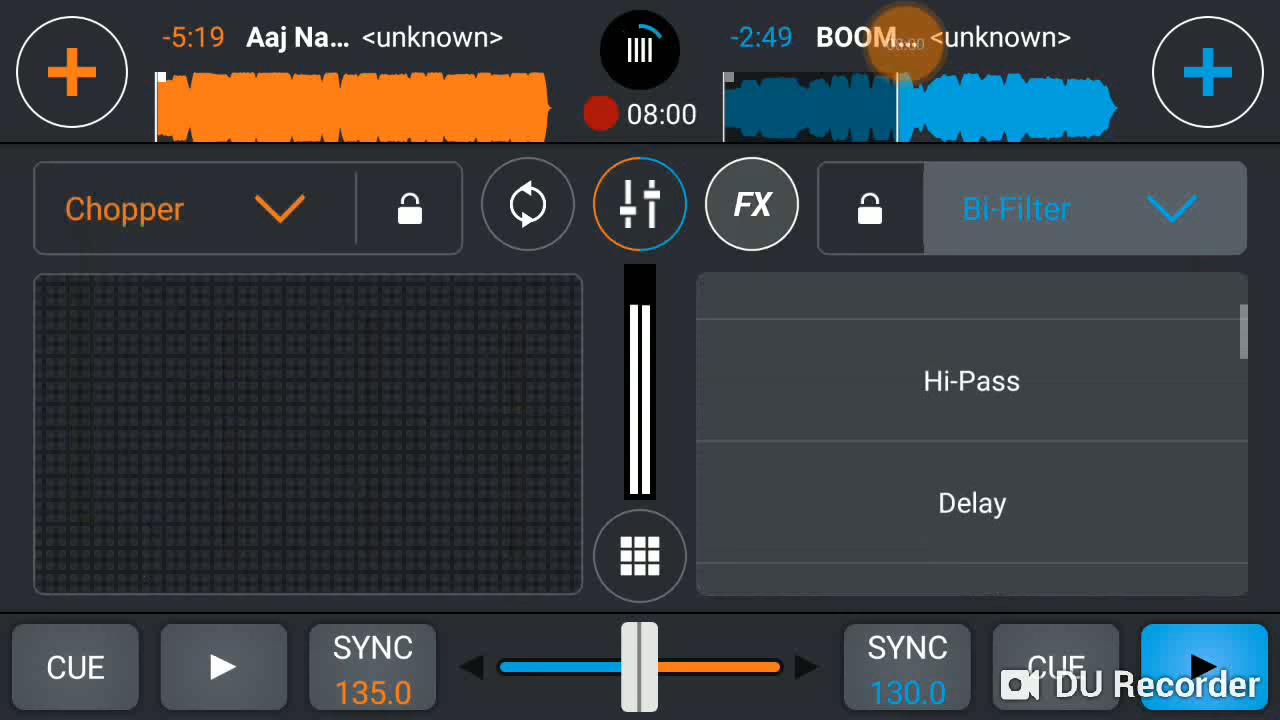 -5:19 Aaj Na... <unknown>
-2:49 BOOM... <unknown>
08:00
Chopper
FX
Bi-Filter
Hi-Pass
Delay
CUE
SYNC
135.0
SYNC
130.0
CUE
DU Recorder